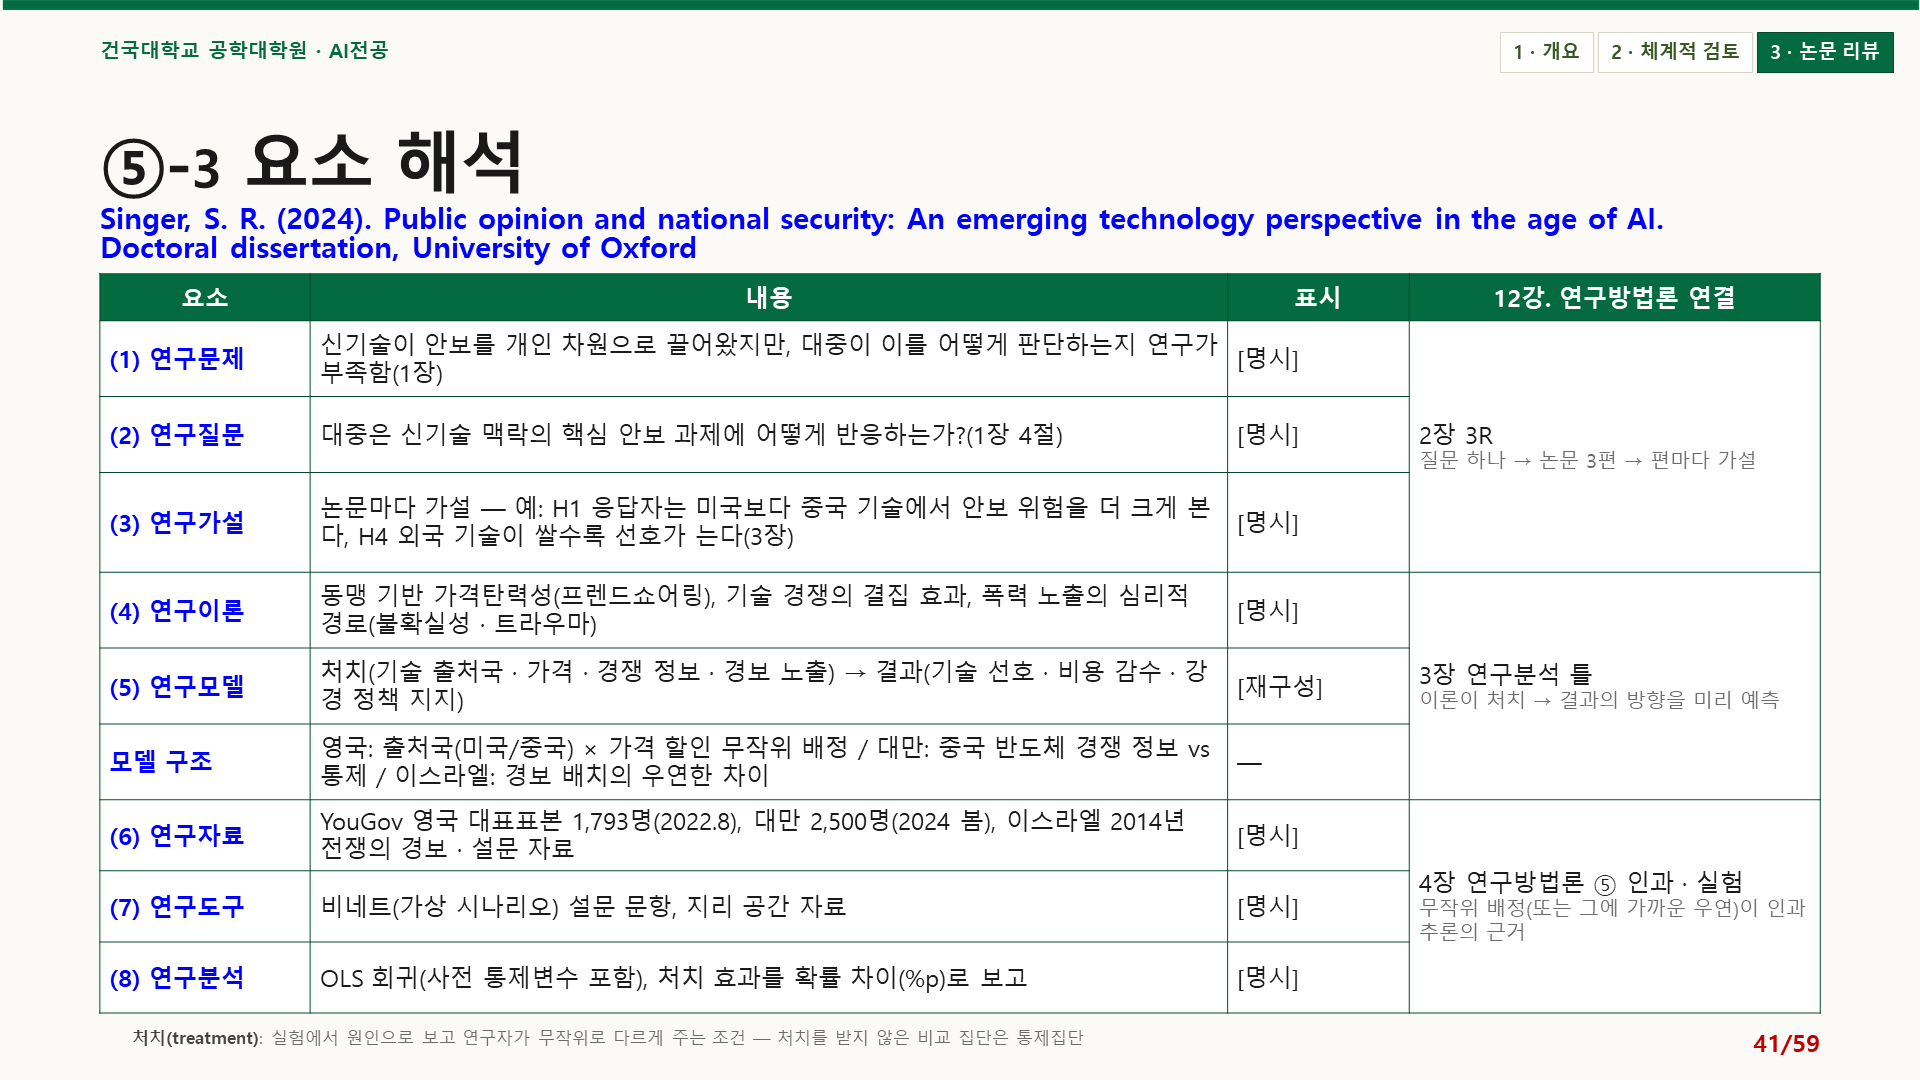 건국대학교 공학대학원 · AI전공
1 · 개요
2 · 체계적 검토
3 · 논문 리뷰
⑤-3 요소 해석
Singer, S. R. (2024). Public opinion and national security: An emerging technology perspective in the age of AI.
Doctoral dissertation, University of Oxford
요소
내용
표시
12강. 연구방법론 연결
(1) 연구문제
신기술이 안보를 개인 차원으로 끌어왔지만, 대중이 이를 어떻게 판단하는지 연구가
부족함(1장)
[명시]
2장 3R
질문 하나 → 논문 3편 → 편마다 가설
(2) 연구질문
대중은 신기술 맥락의 핵심 안보 과제에 어떻게 반응하는가?(1장 4절)
[명시]
(3) 연구가설
논문마다 가설 — 예: H1 응답자는 미국보다 중국 기술에서 안보 위험을 더 크게 본
다, H4 외국 기술이 쌀수록 선호가 는다(3장)
[명시]
(4) 연구이론
동맹 기반 가격탄력성(프렌드쇼어링), 기술 경쟁의 결집 효과, 폭력 노출의 심리적
경로(불확실성 · 트라우마)
[명시]
3장 연구분석 틀
이론이 처치 → 결과의 방향을 미리 예측
(5) 연구모델
처치(기술 출처국 · 가격 · 경쟁 정보 · 경보 노출) → 결과(기술 선호 · 비용 감수 · 강
경 정책 지지)
[재구성]
모델 구조
영국: 출처국(미국/중국) × 가격 할인 무작위 배정 / 대만: 중국 반도체 경쟁 정보 vs
통제 / 이스라엘: 경보 배치의 우연한 차이
—
(6) 연구자료
YouGov 영국 대표표본 1,793명(2022.8), 대만 2,500명(2024 봄), 이스라엘 2014년
전쟁의 경보 · 설문 자료
[명시]
4장 연구방법론 ⑤ 인과 · 실험
무작위 배정(또는 그에 가까운 우연)이 인과
추론의 근거
(7) 연구도구
비네트(가상 시나리오) 설문 문항, 지리 공간 자료
[명시]
(8) 연구분석
OLS 회귀(사전 통제변수 포함), 처치 효과를 확률 차이(%p)로 보고
[명시]
처치(treatment): 실험에서 원인으로 보고 연구자가 무작위로 다르게 주는 조건 — 처치를 받지 않은 비교 집단은 통제집단
41/59